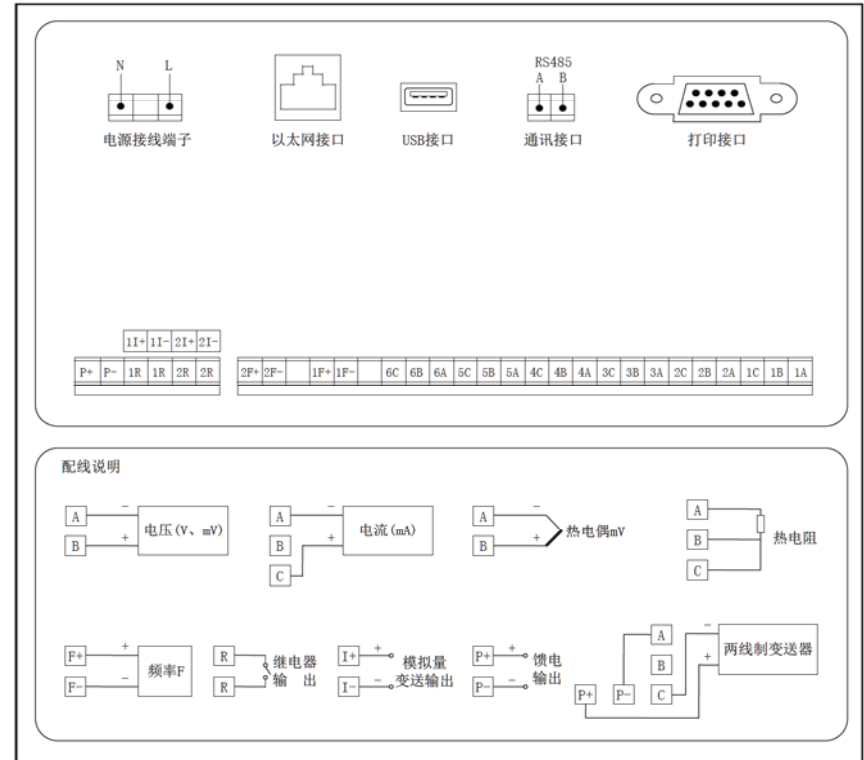 N L
RS485
A B
电源接线端子 以太网接口 USB接口 通讯接口 打印接口
1I+ 1I- 2I+ 2I-
P+ P- 1R 1R 2R 2R 2F+ 2F- 1F+ 1F- 6C 6B 6A 5C 5B 5A 4C 4B 4A 3C 3B 3A 2C 2B 2A 1C 1B 1A
配线说明
A − B + 电压(V、mV)
A − B + C 电流(mA)
A − B + 热电偶mV
A B C 热电阻
F+ + F- − 频率F
R R 继电器
输 出
I+ + I- − 模拟量
变送输出
P+ + P- − 馈电
输出
A B C P+ P- − + 两线制变送器